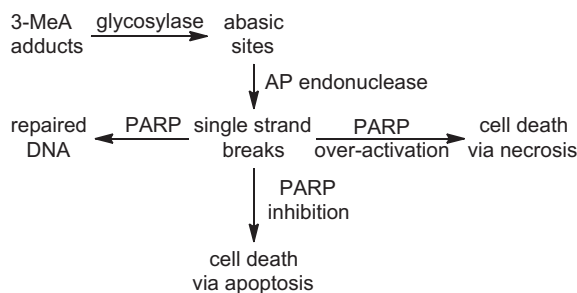 3-MeA adducts
glycosylase
abasic sites
AP endonuclease
repaired DNA
PARP
single strand breaks
PARP over-activation
cell death via necrosis
PARP inhibition
cell death via apoptosis